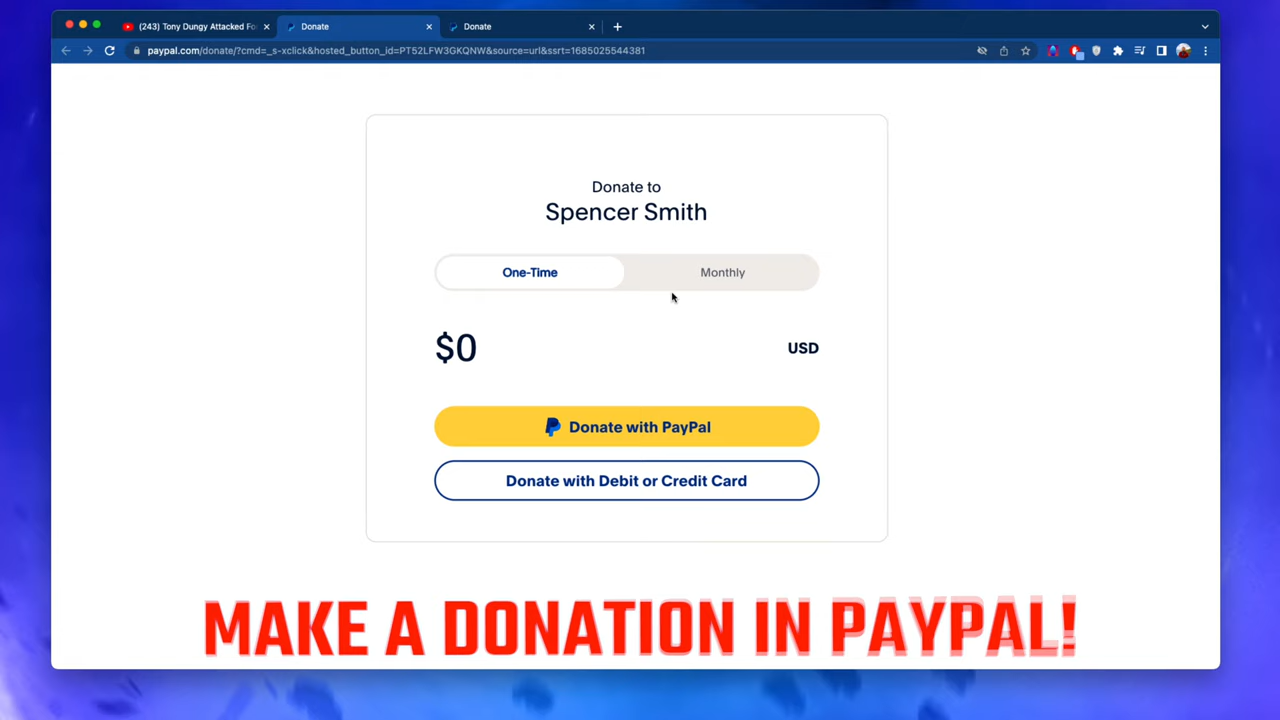 (243) Tony Dungy Attacked Fo
Donate
Donate
paypal.com/donate/?cmd=_s-xclick&hosted_button_id=PT52LFW3GKQNW&source=url&ssrt=1685025544381
Donate to
Spencer Smith
One-Time
Monthly
$0
USD
Donate with PayPal
Donate with Debit or Credit Card
MAKE A DONATION IN PAYPAL!